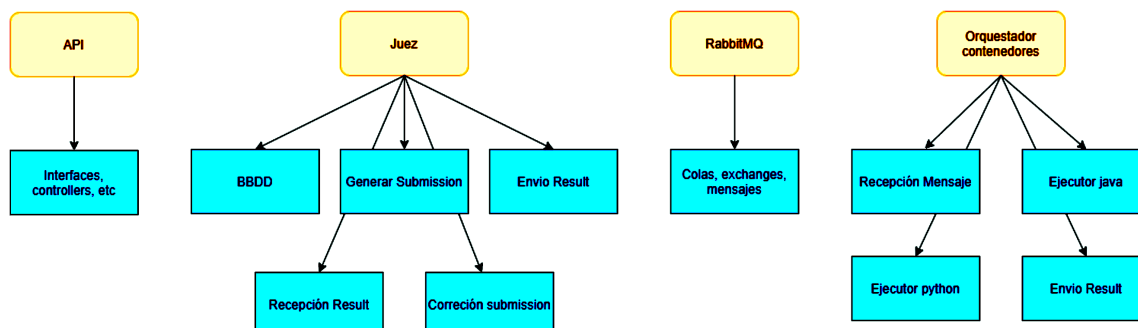 API
Juez
RabbitMQ
Orquestador
contenedores
Interfaces,
controllers, etc
BBDD
Generar Submission
Envio Result
Colas, exchanges,
mensajes
Recepción Mensaje
Ejecutor java
Recepción Result
Correción submission
Ejecutor python
Envio Result